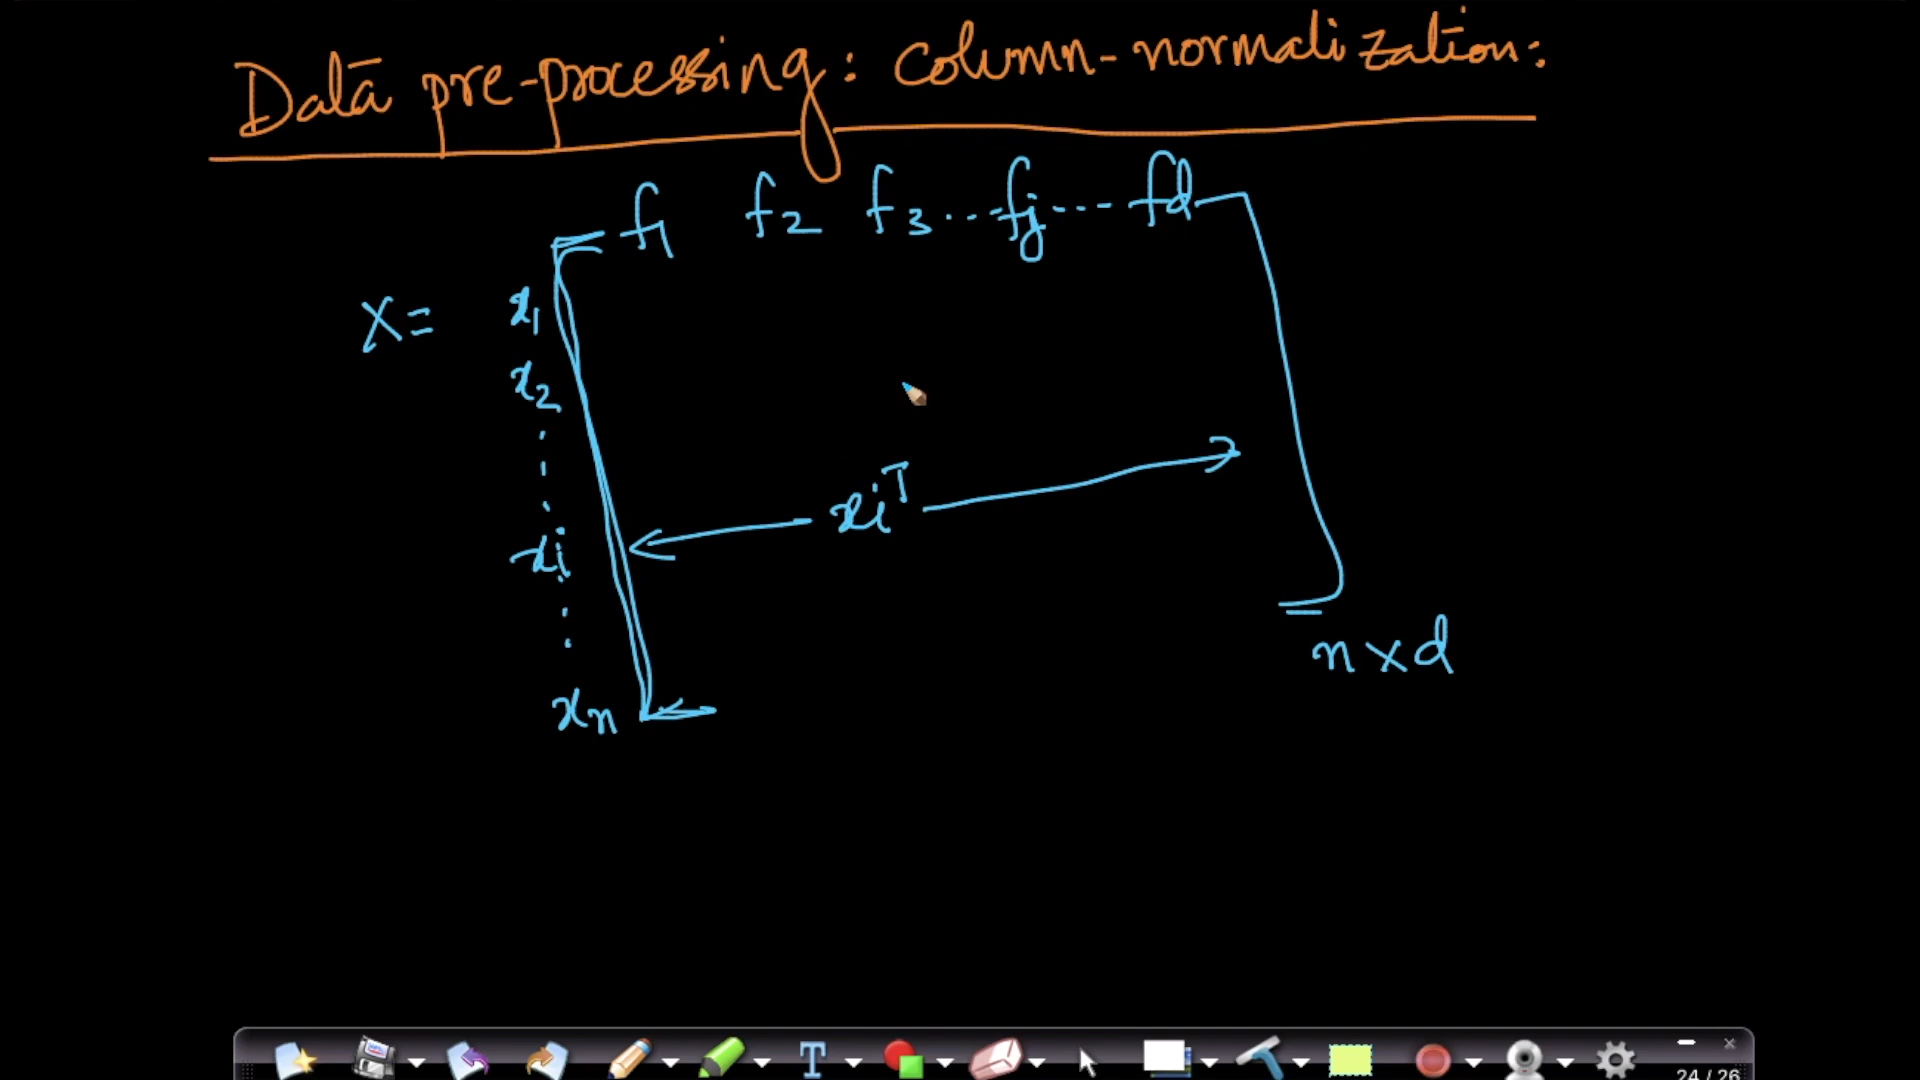 Data pre-processing: Column-normalization:
f1 f2 f3 ... fj .... fd
X=
x1
x2
xiT
xi
n x d
xn
24 / 26